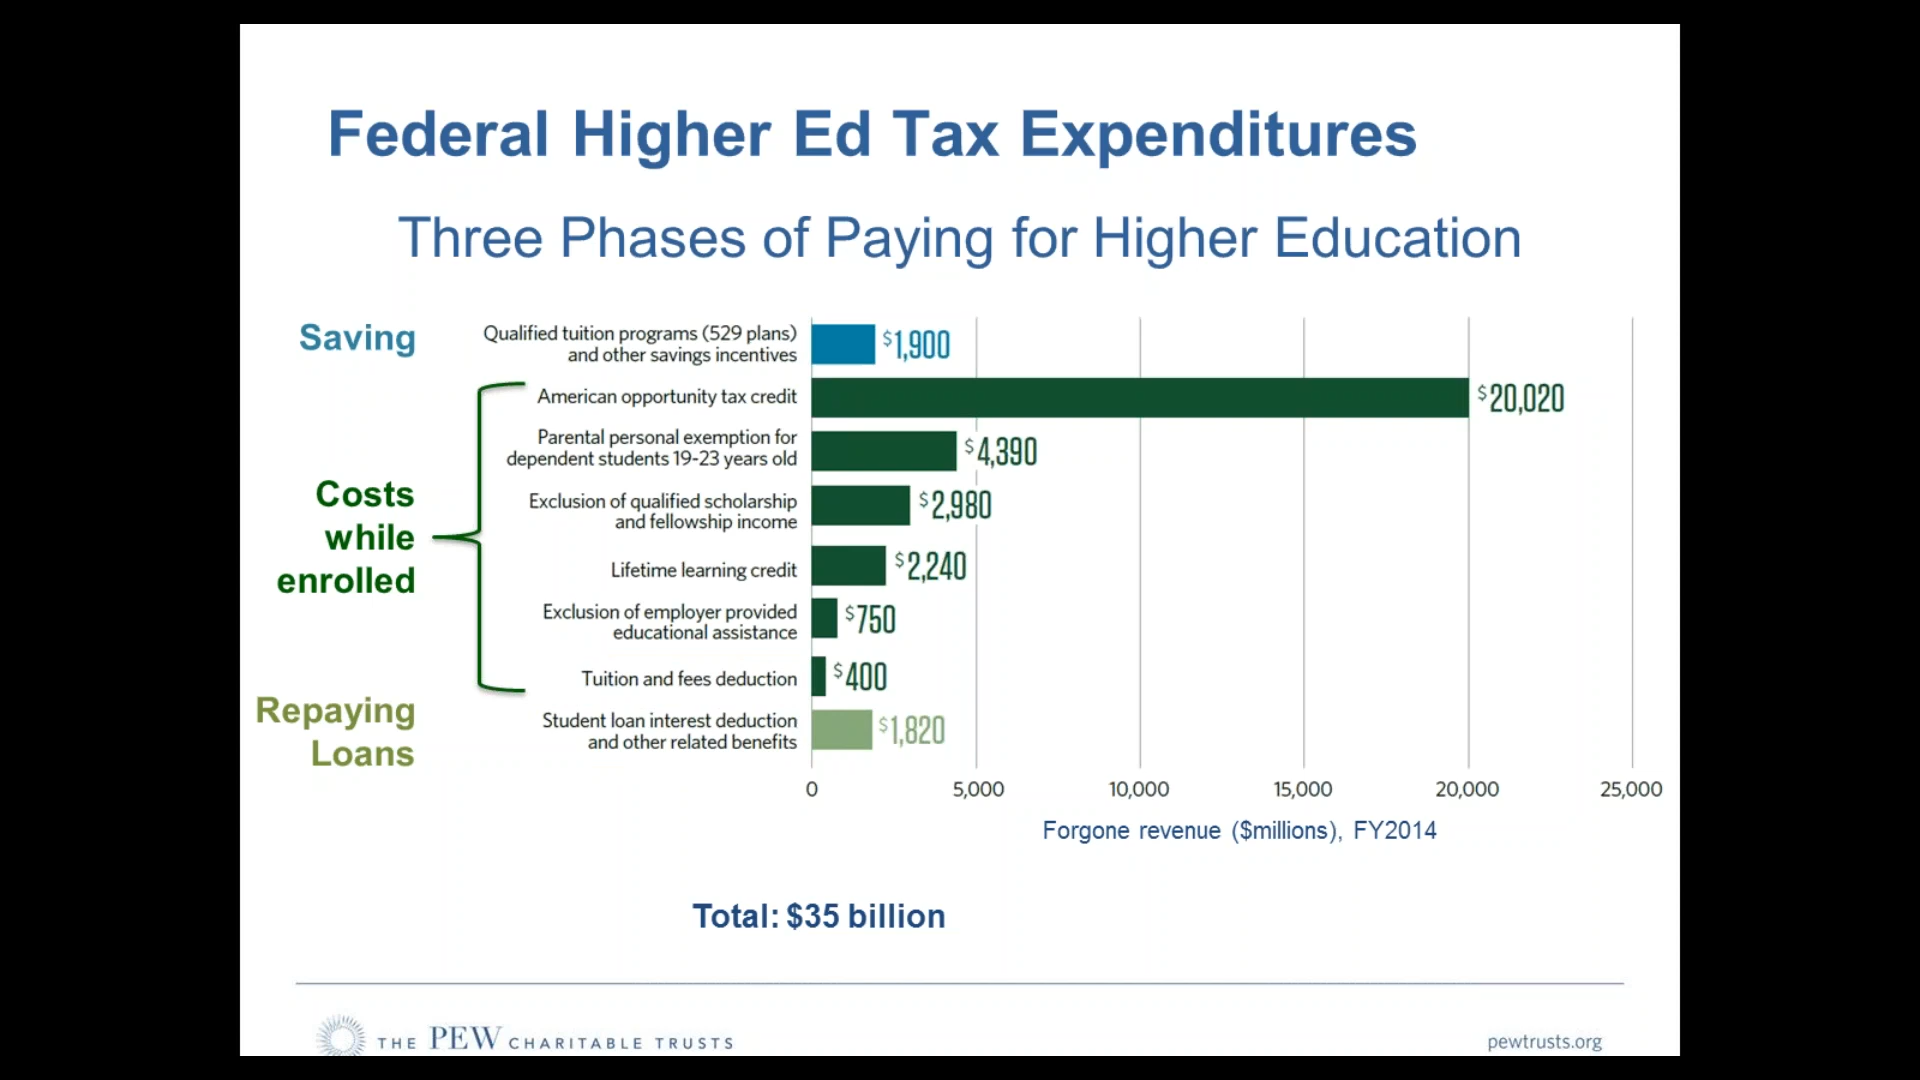 Federal Higher Ed Tax Expenditures
Three Phases of Paying for Higher Education
Saving
Qualified tuition programs (529 plans)
and other savings incentives
$1,900
American opportunity tax credit
$20,020
Parental personal exemption for
dependent students 19-23 years old
$4,390
Costs
while
enrolled
Exclusion of qualified scholarship
and fellowship income
$2,980
Lifetime learning credit
$2,240
Exclusion of employer provided
educational assistance
$750
Tuition and fees deduction
$400
Repaying
Loans
Student loan interest deduction
and other related benefits
$1,820
0 5,000 10,000 15,000 20,000 25,000
Forgone revenue ($millions), FY2014
Total: $35 billion
THE PEW CHARITABLE TRUSTS
pewtrusts.org